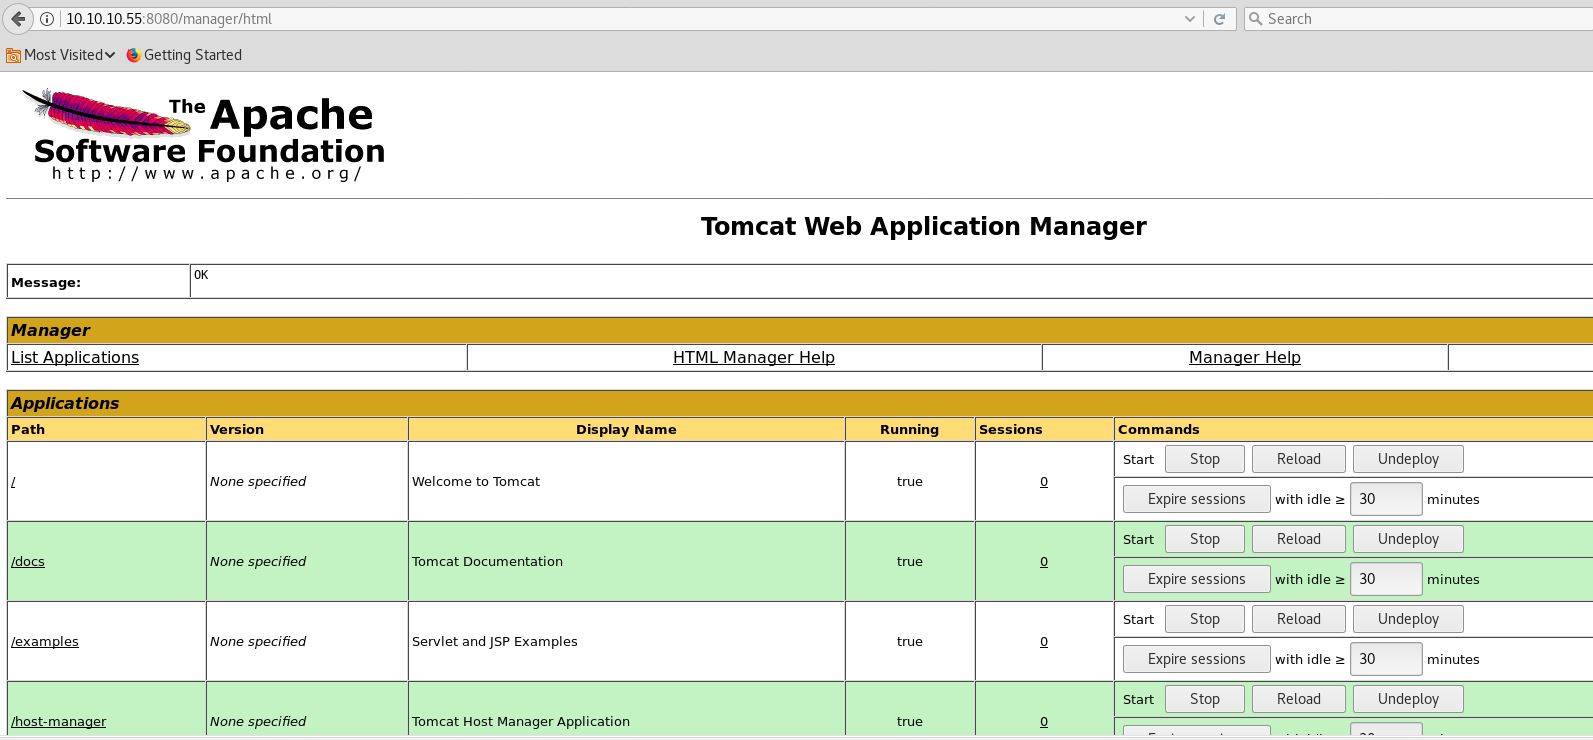 10.10.10.55:8080/manager/html Search
Most Visited Getting Started
The Apache
Software Foundation
http://www.apache.org/
Tomcat Web Application Manager
Message: OK
Manager
List Applications HTML Manager Help Manager Help
Applications
Path Version Display Name Running Sessions Commands
/ None specified Welcome to Tomcat true 0 Start Stop Reload Undeploy
Expire sessions with idle ≥ 30 minutes
/docs None specified Tomcat Documentation true 0 Start Stop Reload Undeploy
Expire sessions with idle ≥ 30 minutes
/examples None specified Servlet and JSP Examples true 0 Start Stop Reload Undeploy
Expire sessions with idle ≥ 30 minutes
/host-manager None specified Tomcat Host Manager Application true 0 Start Stop Reload Undeploy